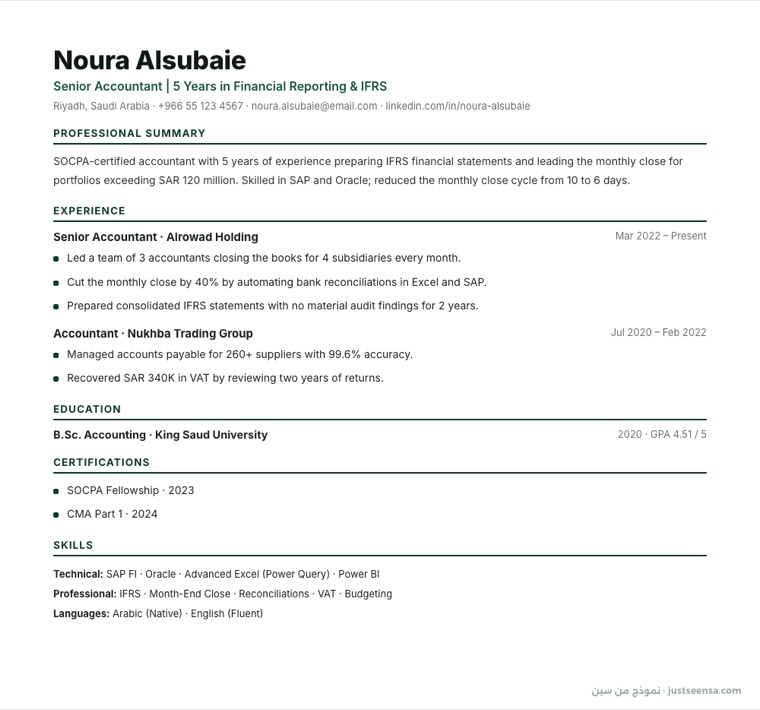 Noura Alsubaie
Senior Accountant | 5 Years in Financial Reporting & IFRS
Riyadh, Saudi Arabia · +966 55 123 4567 · noura.alsubaie@email.com · linkedin.com/in/noura-alsubaie
PROFESSIONAL SUMMARY
SOCPA-certified accountant with 5 years of experience preparing IFRS financial statements and leading the monthly close for
portfolios exceeding SAR 120 million. Skilled in SAP and Oracle; reduced the monthly close cycle from 10 to 6 days.
EXPERIENCE
Senior Accountant · Alrowad Holding Mar 2022 – Present
Led a team of 3 accountants closing the books for 4 subsidiaries every month.
Cut the monthly close by 40% by automating bank reconciliations in Excel and SAP.
Prepared consolidated IFRS statements with no material audit findings for 2 years.
Accountant · Nukhba Trading Group Jul 2020 – Feb 2022
Managed accounts payable for 260+ suppliers with 99.6% accuracy.
Recovered SAR 340K in VAT by reviewing two years of returns.
EDUCATION
B.Sc. Accounting · King Saud University 2020 · GPA 4.51 / 5
CERTIFICATIONS
SOCPA Fellowship · 2023
CMA Part 1 · 2024
SKILLS
Technical: SAP FI · Oracle · Advanced Excel (Power Query) · Power BI
Professional: IFRS · Month-End Close · Reconciliations · VAT · Budgeting
Languages: Arabic (Native) · English (Fluent)
نموذج من سين · justseensa.com